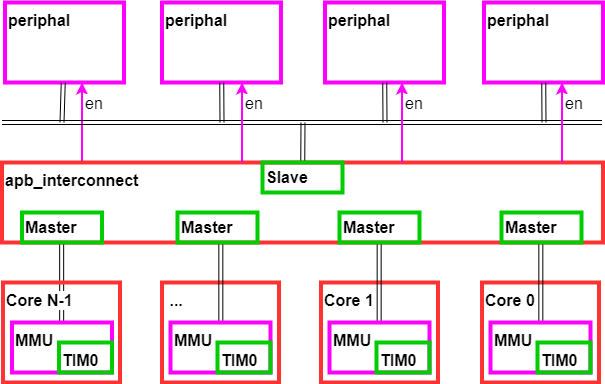 periphal
periphal
periphal
periphal
en
en
en
en
Slave
apb_interconnect
Master
Master
Master
Master
Core N-1
...
Core 1
Core 0
MMU
MMU
MMU
MMU
TIM0
TIM0
TIM0
TIM0